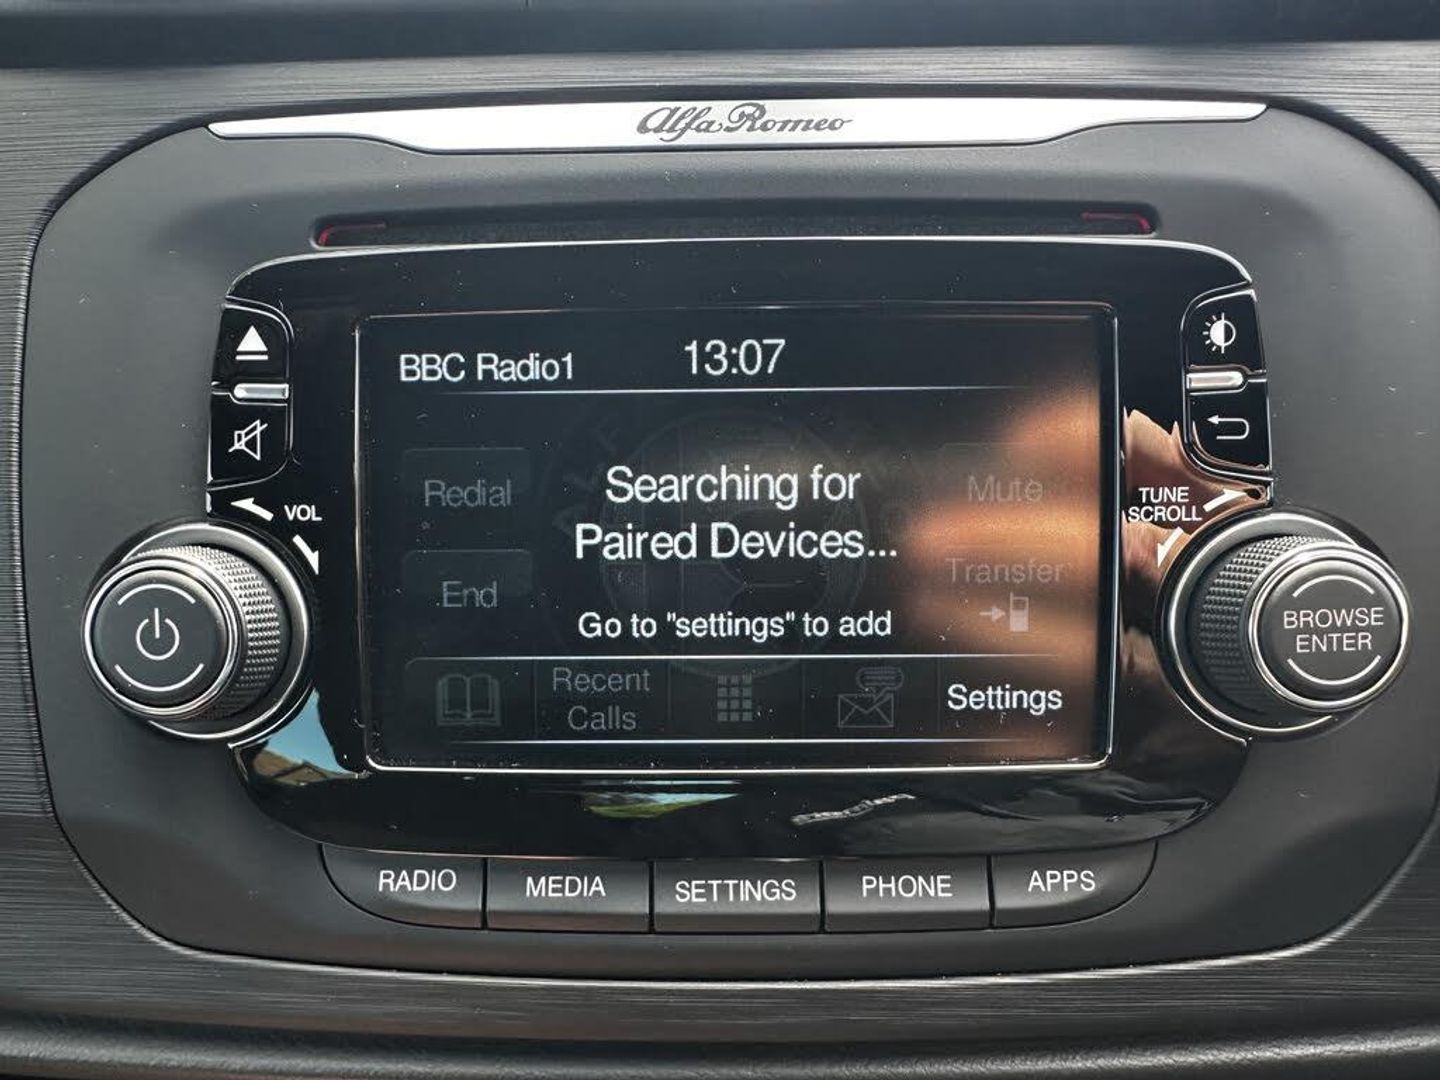 Alfa Romeo
BBC Radio1
13:07
Redial
Searching for
Paired Devices...
Mute
End
Transfer
Go to "settings" to add
Recent
Calls
Settings
VOL
TUNE
SCROLL
BROWSE
ENTER
RADIO
MEDIA
SETTINGS
PHONE
APPS